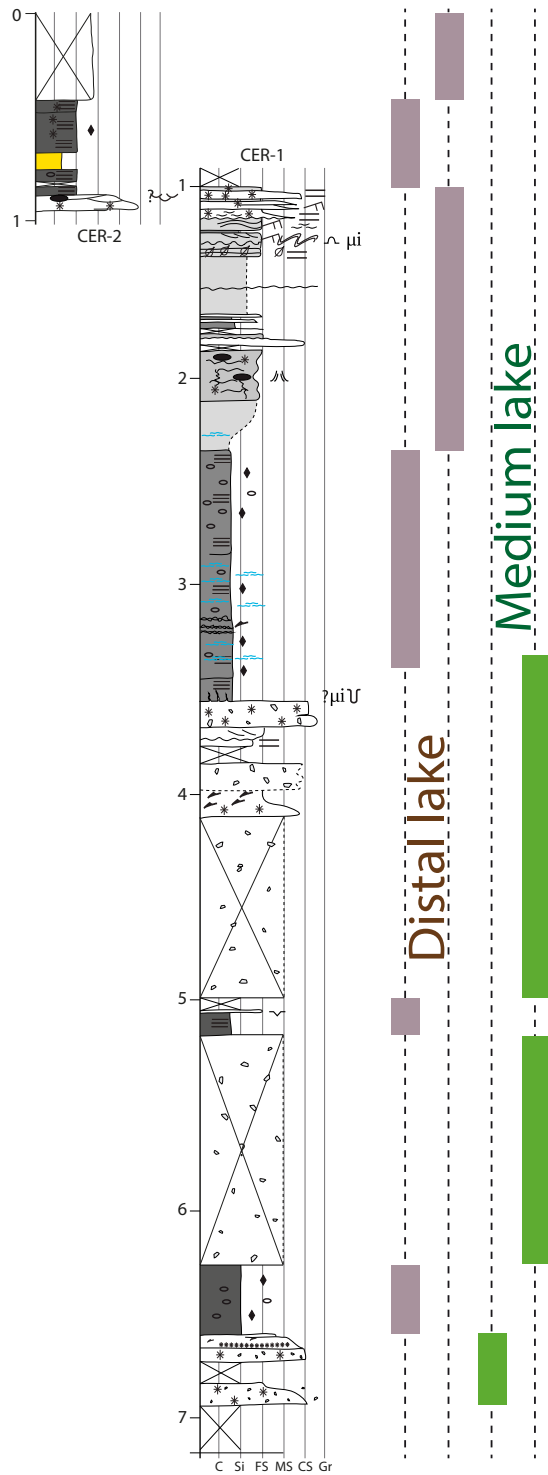 0
1
CER-2
?
CER-1
1
μi
2
3
?μi
4
5
6
7
C Si FS MS CS Gr
Distal lake
Medium lake